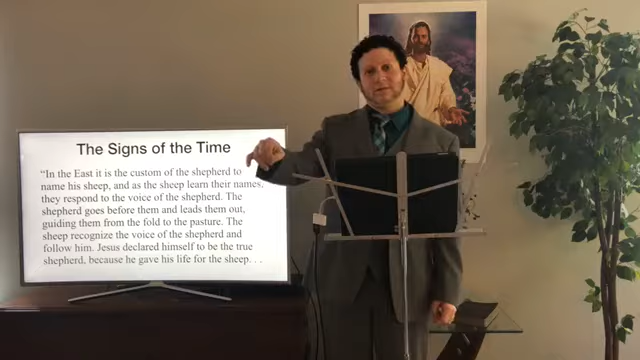 The Signs of the Time
“In the East it is the custom of the shepherd to
name his sheep, and as the sheep learn their names,
they respond to the voice of the shepherd. The
shepherd goes before them and leads them out,
guiding them from the fold to the pasture. The
sheep recognize the voice of the shepherd and
follow him. Jesus declared himself to be the true
shepherd, because he gave his life for the sheep. . .